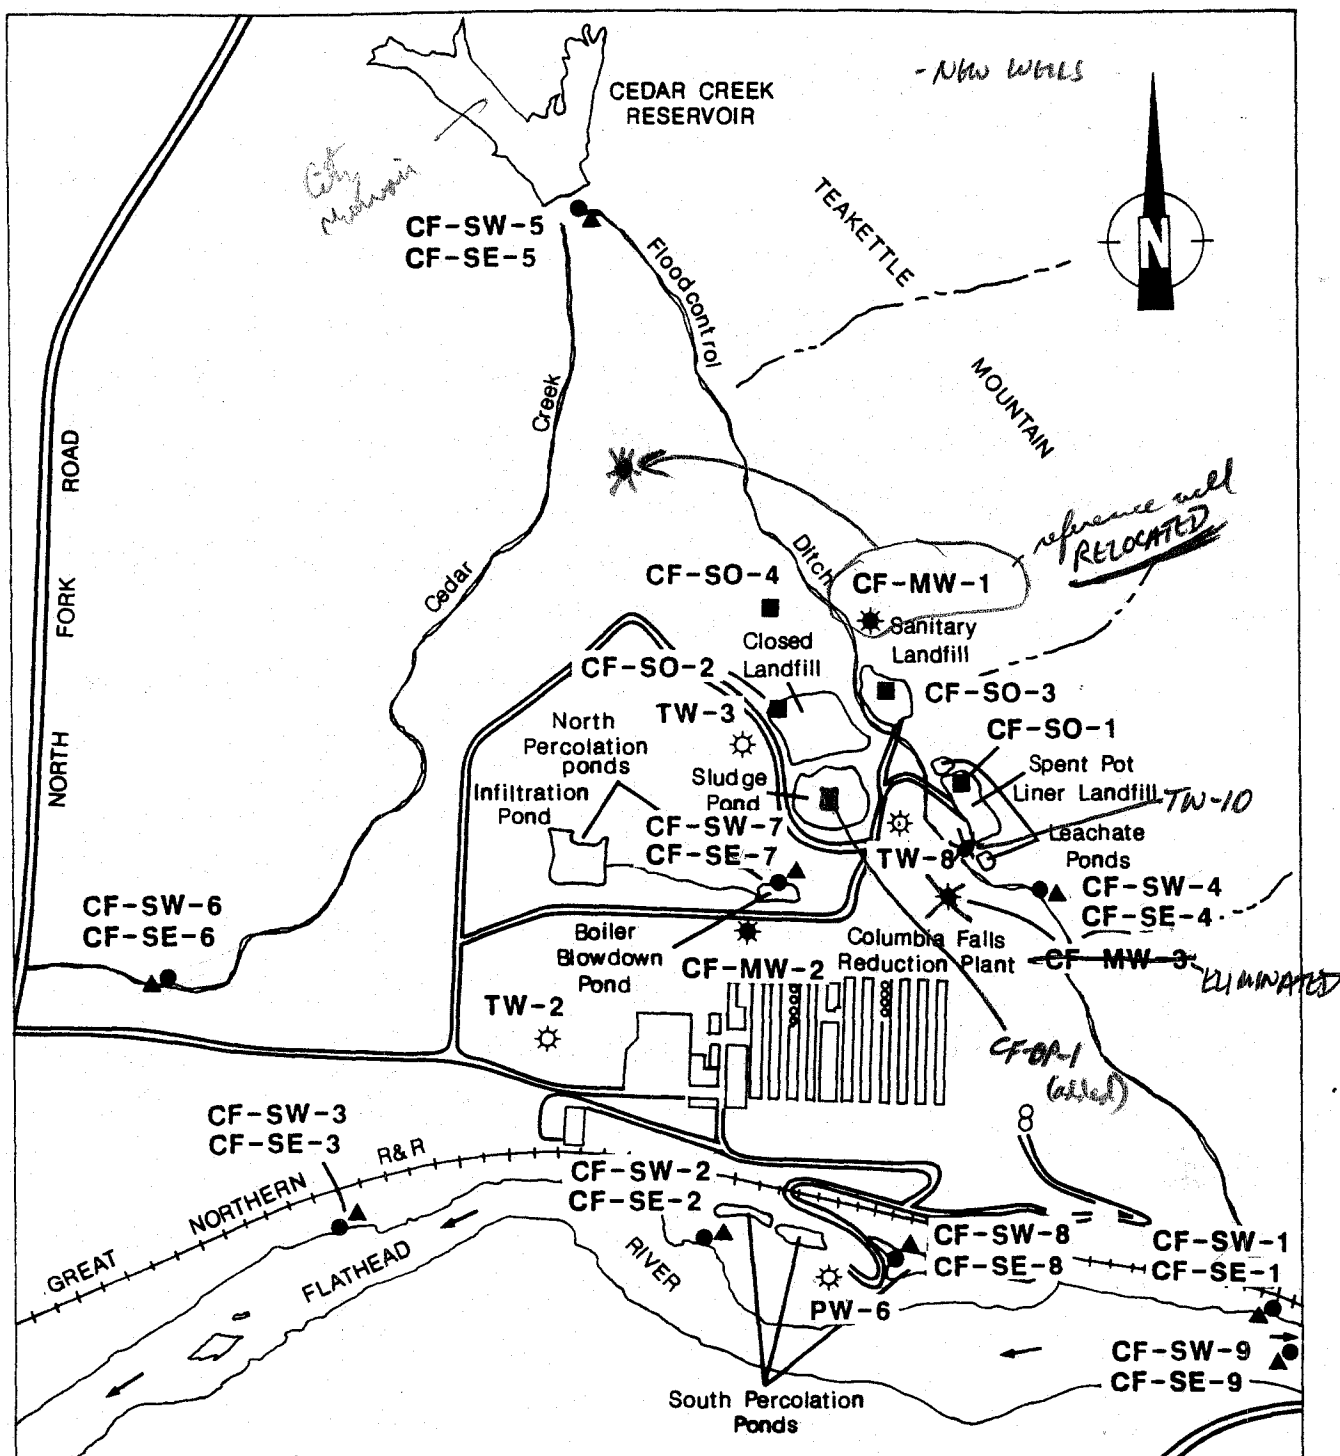 - NEW WELLS
CEDAR CREEK
RESERVOIR
City
reservoir
TEAKETTLE
MOUNTAIN
N
CF-SW-5
CF-SE-5
Floodcontrol
Ditch
Cedar
Creek
NORTH FORK ROAD
reference well
RELOCATED
CF-SO-4
CF-MW-1
Closed
Landfill
Sanitary
Landfill
CF-SO-2
CF-SO-3
TW-3
CF-SO-1
North
Percolation
ponds
Sludge
Pond
Spent Pot
Liner Landfill
TW-10
Infiltration
Pond
CF-SW-7
CF-SE-7
TW-8
Leachate
Ponds
CF-SW-4
CF-SE-4
CF-SW-6
CF-SE-6
Boiler
Blowdown
Pond
Columbia Falls
Reduction Plant
CF-MW-3
ELIMINATED
CF-MW-2
TW-2
CF-DP-1
(added)
8
CF-SW-3
CF-SE-3
GREAT NORTHERN R&R
CF-SW-2
CF-SE-2
FLATHEAD RIVER
CF-SW-8
CF-SE-8
CF-SW-1
CF-SE-1
PW-6
CF-SW-9
CF-SE-9
South Percolation
Ponds